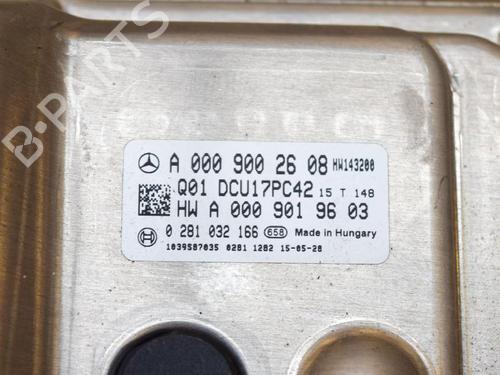 B-PARTS
A 000 900 26 08 HW143200
Q01 DCU17PC42 15 T 148
HW A 000 901 96 03
0 281 032 166 658 Made in Hungary
1039S87035 0281 1282 15-05-28